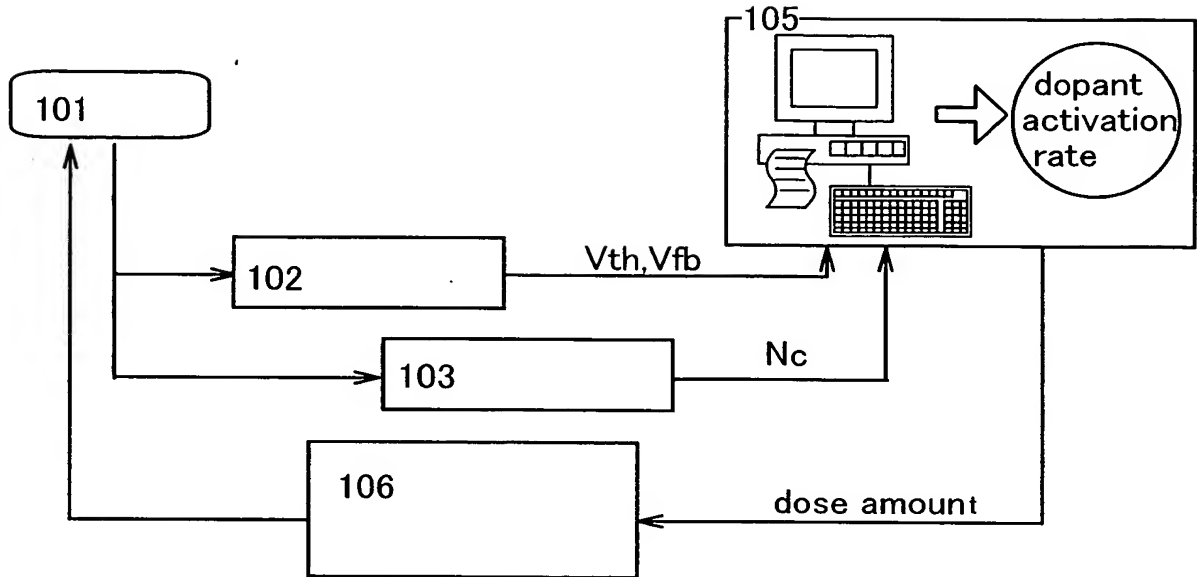 105
101
dopant
activation
rate
102
Vth,Vfb
103
Nc
106
dose amount